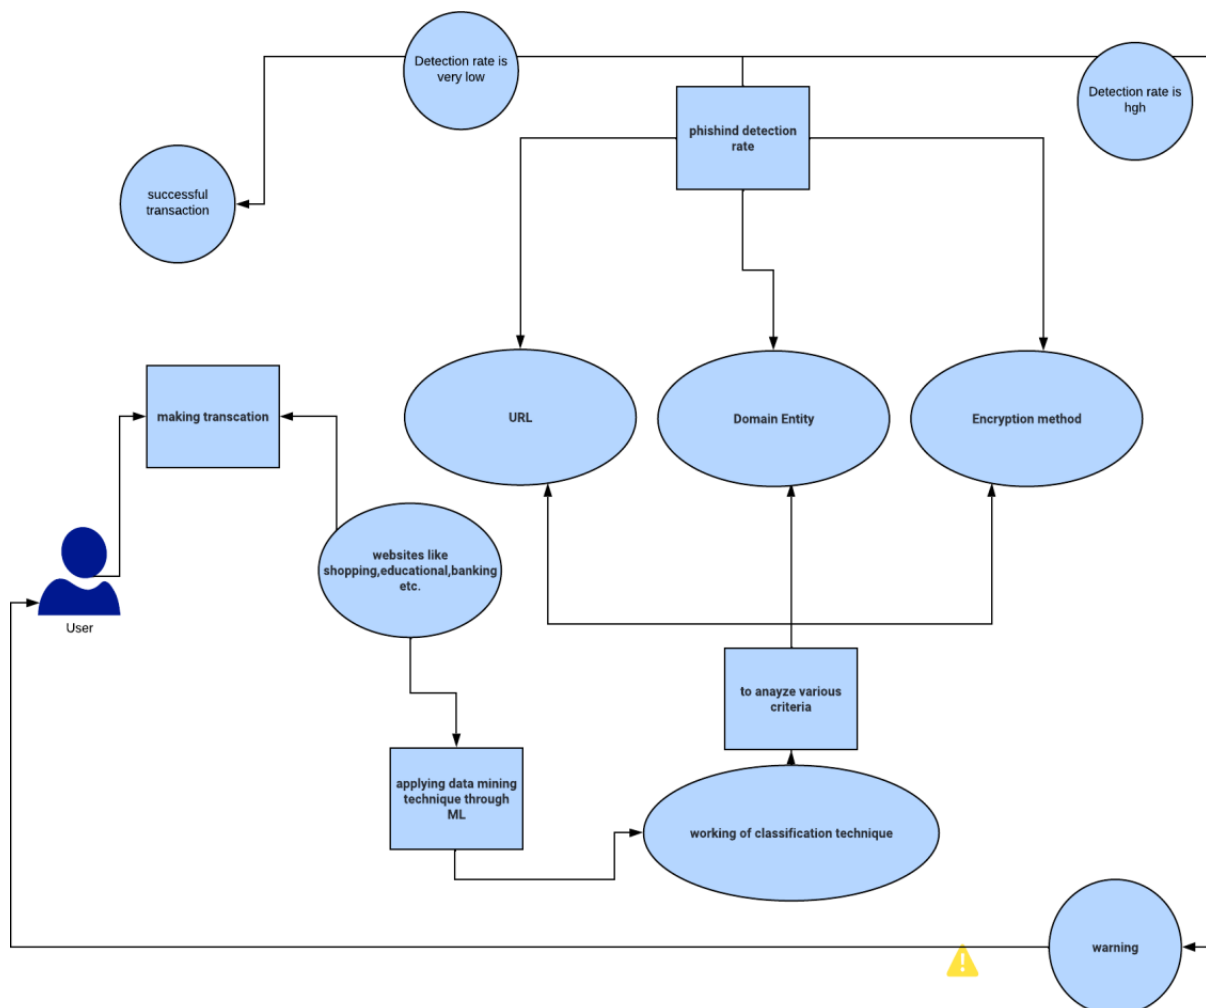 Detection rate is
very low
Detection rate is
hgh
phishind detection
rate
successful
transaction
making transcation
URL
Domain Entity
Encryption method
websites like
shopping,educational,banking
etc.
User
to anayze various
criteria
applying data mining
technique through
ML
working of classification technique
warning